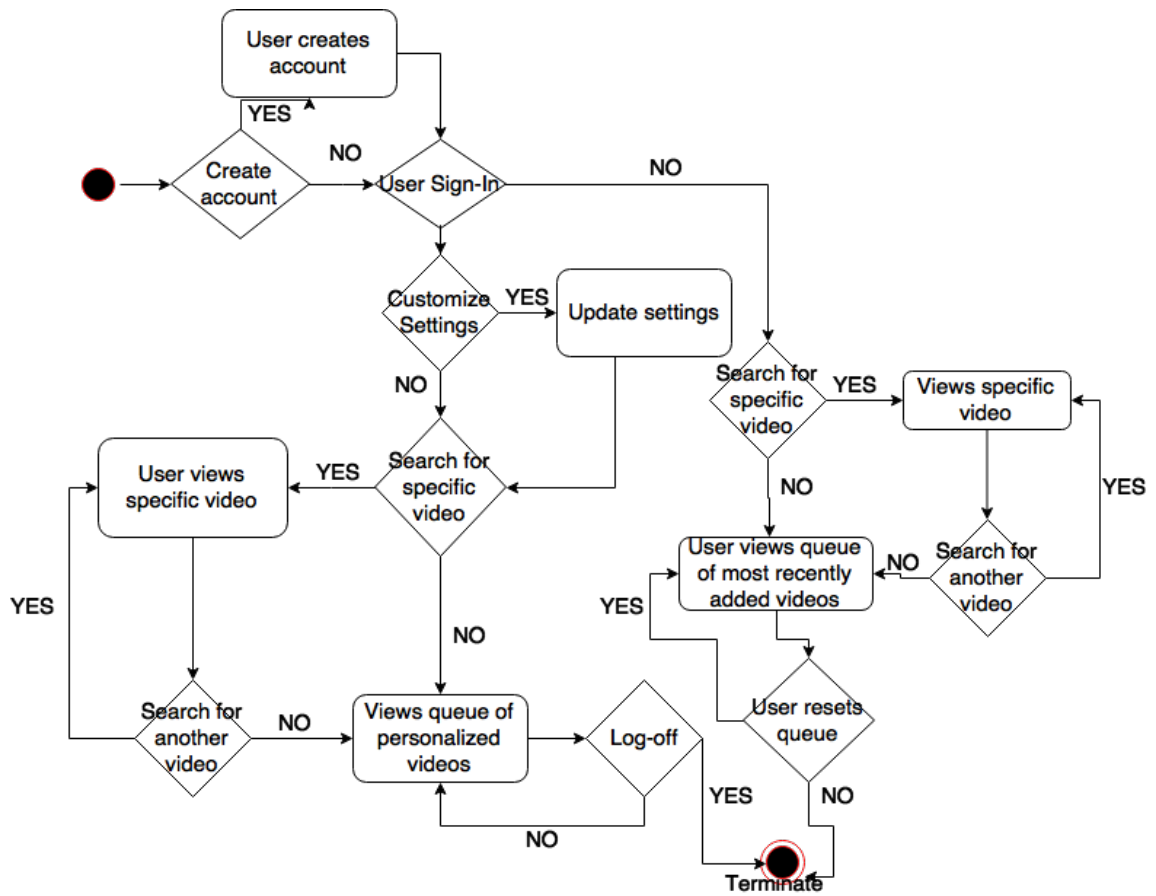 User creates
account
YES
Create
account
NO
User Sign-In
NO
Customize
Settings
YES
Update settings
NO
Search for
specific
video
YES
Views specific
video
User views
specific video
YES
Search for
specific
video
NO
YES
User views queue
of most recently
added videos
NO
Search for
another
video
YES
YES
NO
Search for
another
video
NO
Views queue of
personalized
videos
Log-off
User resets
queue
YES
NO
NO
Terminate